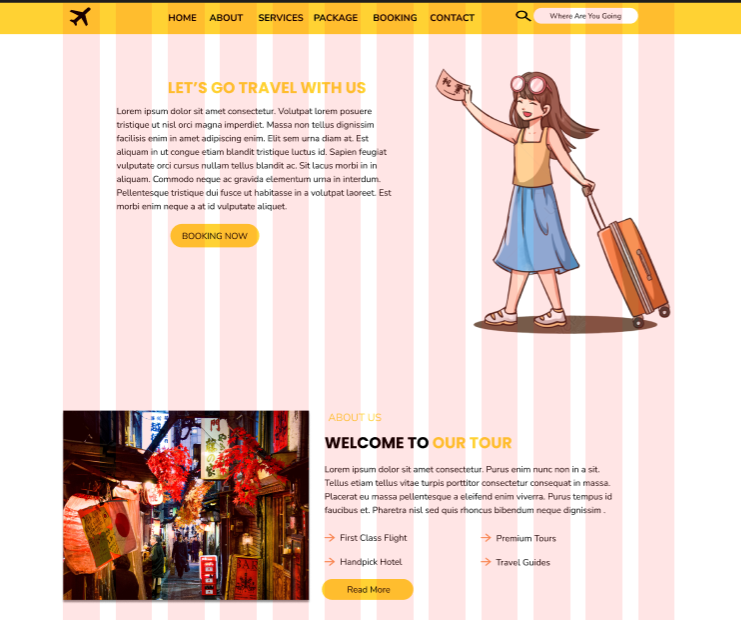 HOME ABOUT SERVICES PACKAGE BOOKING CONTACT Where Are You Going
LET'S GO TRAVEL WITH US
Lorem ipsum dolor sit amet consectetur. Volutpat lorem posuere
tristique ut nisl orci magna imperdiet. Massa non tellus dignissim
facilisis enim in amet adipiscing enim. Elit sem urna diam at. Est
aliquam in ut congue etiam blandit tristique luctus id. Sapien feugiat
vulputate orci cursus nullam tellus blandit ac. Sit lacus morbi in in
aliquam. Commodo neque ac gravida elementum urna in interdum.
Pellentesque tristique dui fusce ut habitasse in a volutpat laoreet. Est
morbi enim neque a at id vulputate aliquet.
BOOKING NOW
ABOUT US
WELCOME TO OUR TOUR
Lorem ipsum dolor sit amet consectetur. Purus enim nunc non in a sit.
Tellus etiam tellus vitae turpis porttitor consectetur consequat in massa.
Placerat eu massa pellentesque a eleifend enim viverra. Purus tempus id
faucibus et. Pharetra nisl sed quis rhoncus bibendum neque dignissim .
First Class Flight
Premium Tours
Handpick Hotel
Travel Guides
Read More